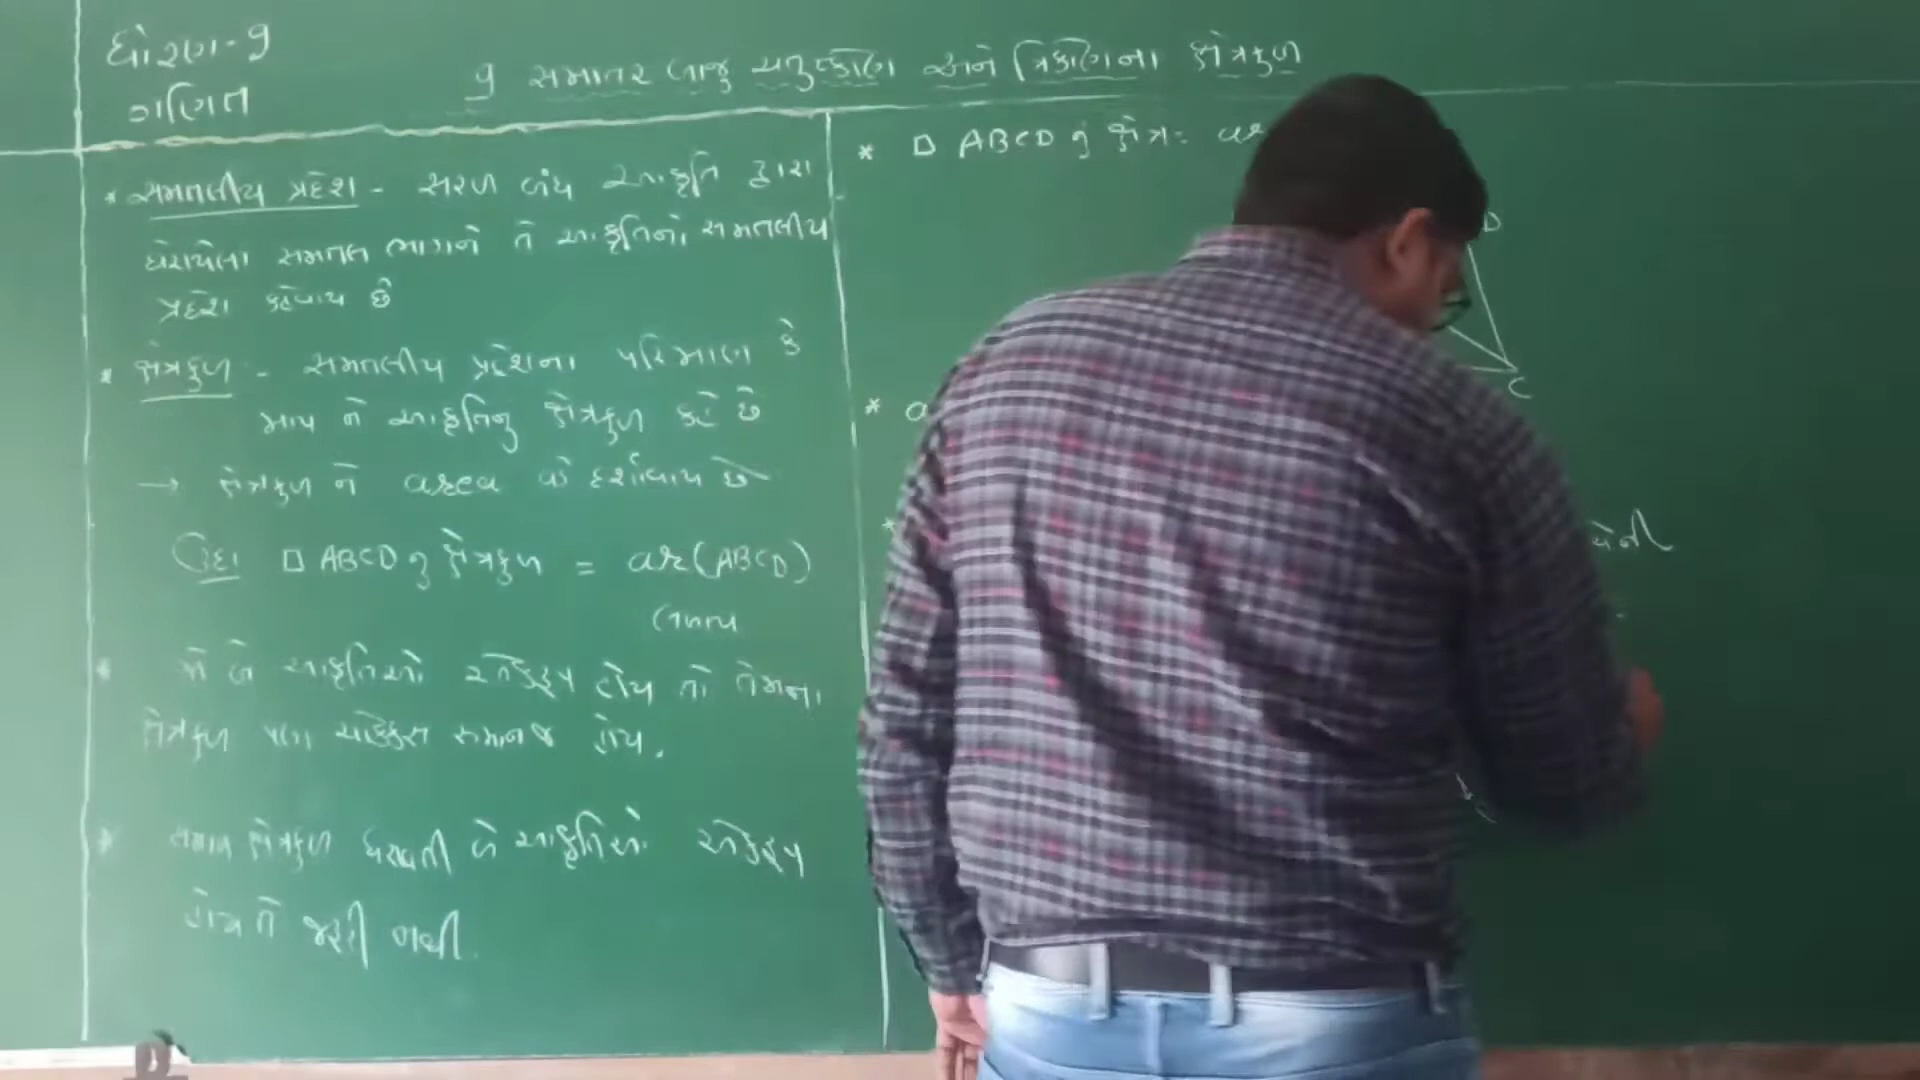 ધોરણ-9
ગણિત
9 સમાંતર બાજુ ચતુષ્કોણ અને ત્રિકોણના ક્ષેત્રફળ
* સમતલીય પ્રદેશ - સરળ બંધ આકૃતિ દ્વારા
ઘેરાયેલા સમતલ ભાગને તે આકૃતિનો સમતલીય
પ્રદેશ કહેવાય છે
* ક્ષેત્રફળ - સમતલીય પ્રદેશના પરિમાણ કે
માપ ને આકૃતિનુ ક્ષેત્રફળ કહે છે
→ ક્ષેત્રફળ ને area વડે દર્શાવાય છે
ઉદા □ ABCD નુ ક્ષેત્રફળ = ar(ABCD)
* જો બે આકૃતિઓ એકરૂપ હોય તો તેમના
ક્ષેત્રફળ પણ ચોક્કસ સમાન જ હોય.
* સમાન ક્ષેત્રફળ ધરાવતી બે આકૃતિઓ એકરૂપ
હોય તે જરૂરી નથી.
* □ ABCD નુ ક્ષેત્ર = ar
D
C
* a
*